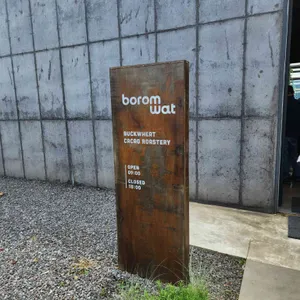 borom
wat
BUCKWHEAT
CACAO ROASTERY
OPEN
09:00
CLOSED
18:00